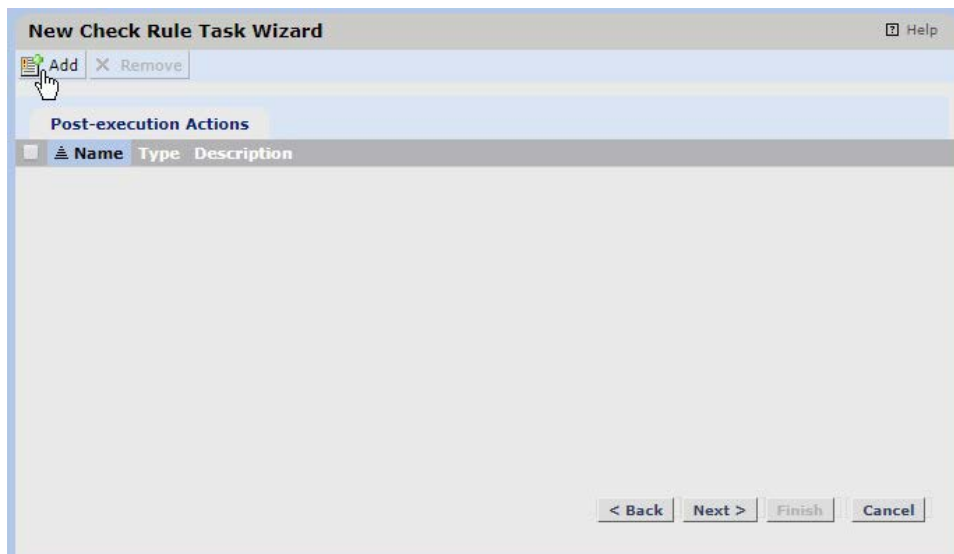 New Check Rule Task Wizard
? Help
Add X Remove
Post-execution Actions
Name Type Description
< Back Next > Finish Cancel